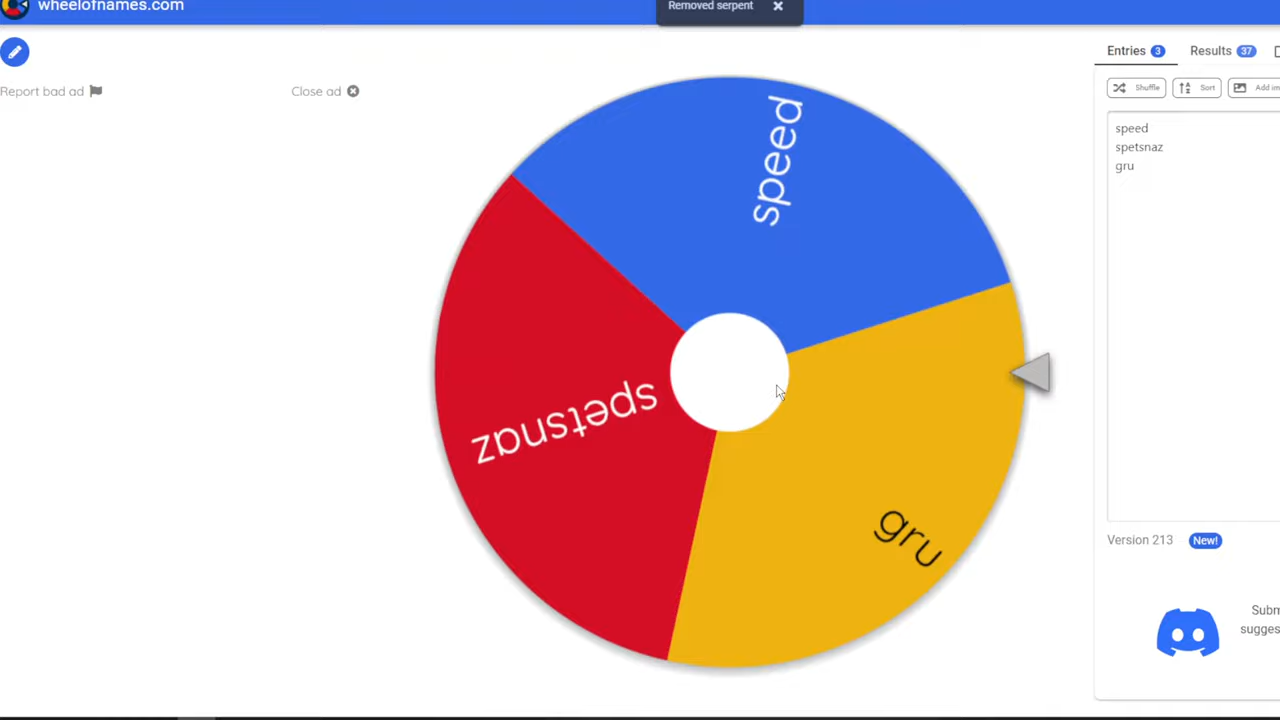 wheelofnames.com
Removed serpent
Entries 3
Results 37
Report bad ad
Close ad
Shuffle
Sort
Add im
speed
spetsnaz
gru
speed
spetsnaz
gru
Version 213
New!
Subm
sugges